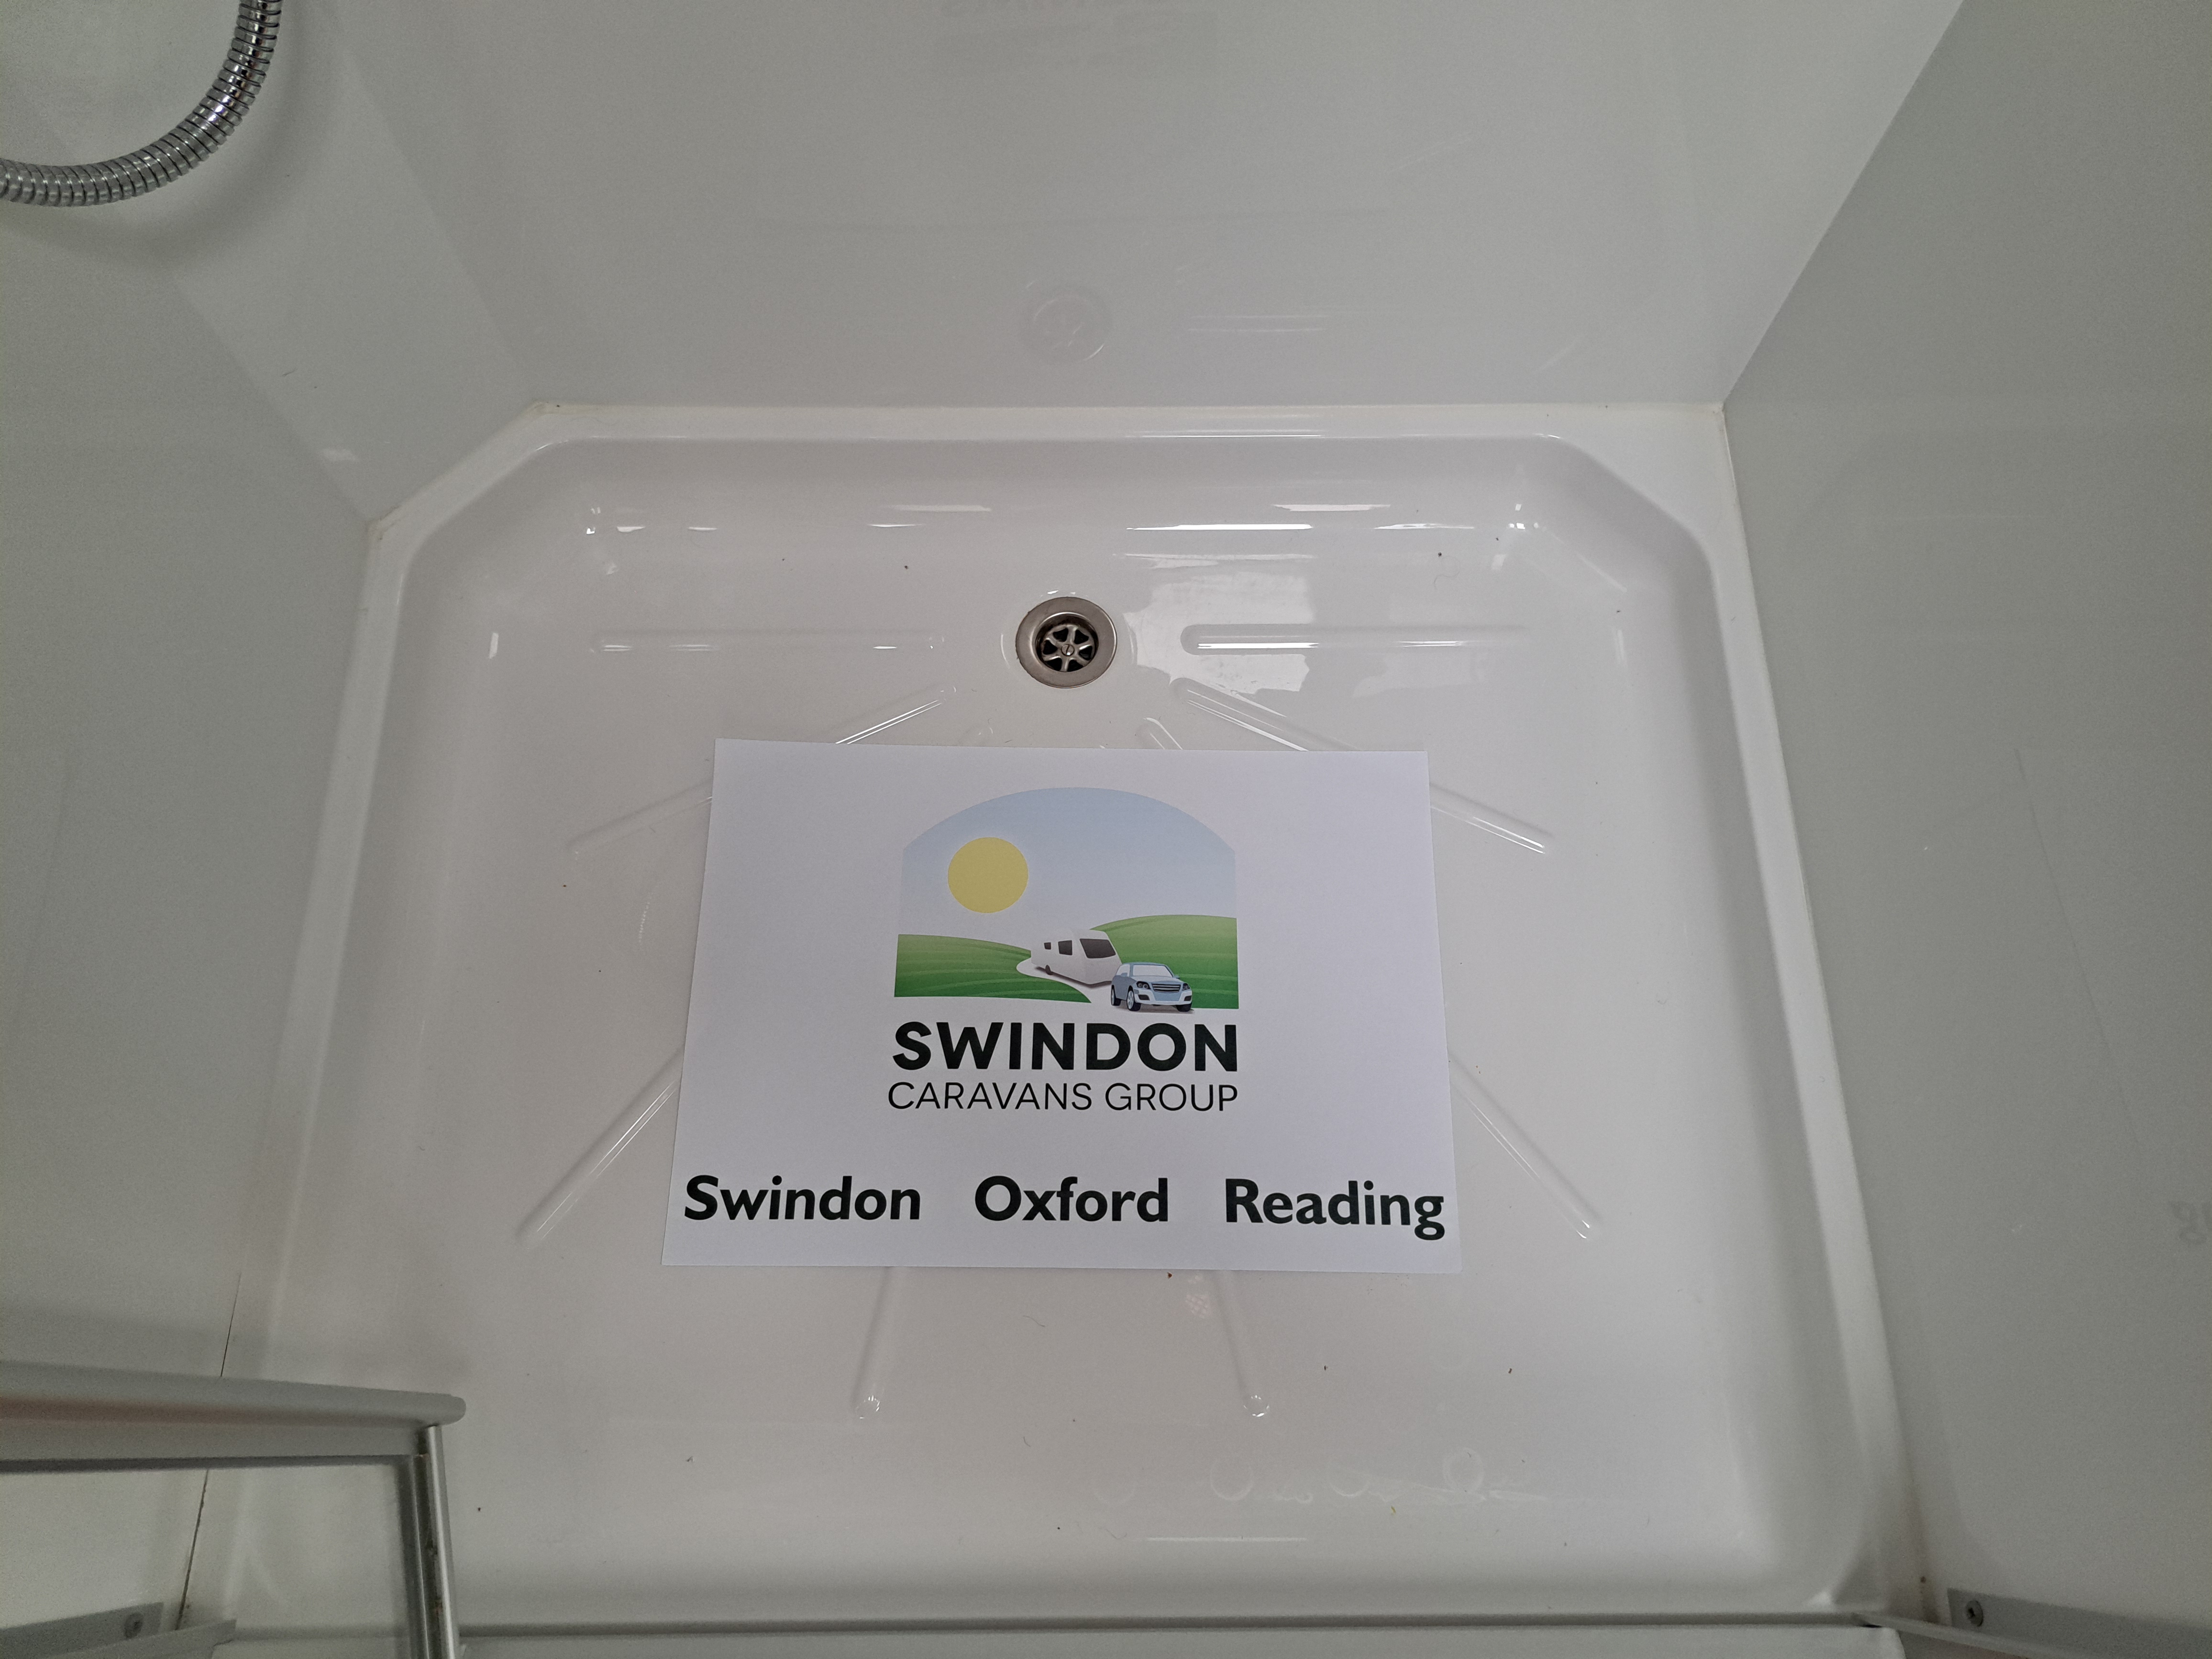 SWINDON
CARAVANS GROUP
Swindon Oxford Reading